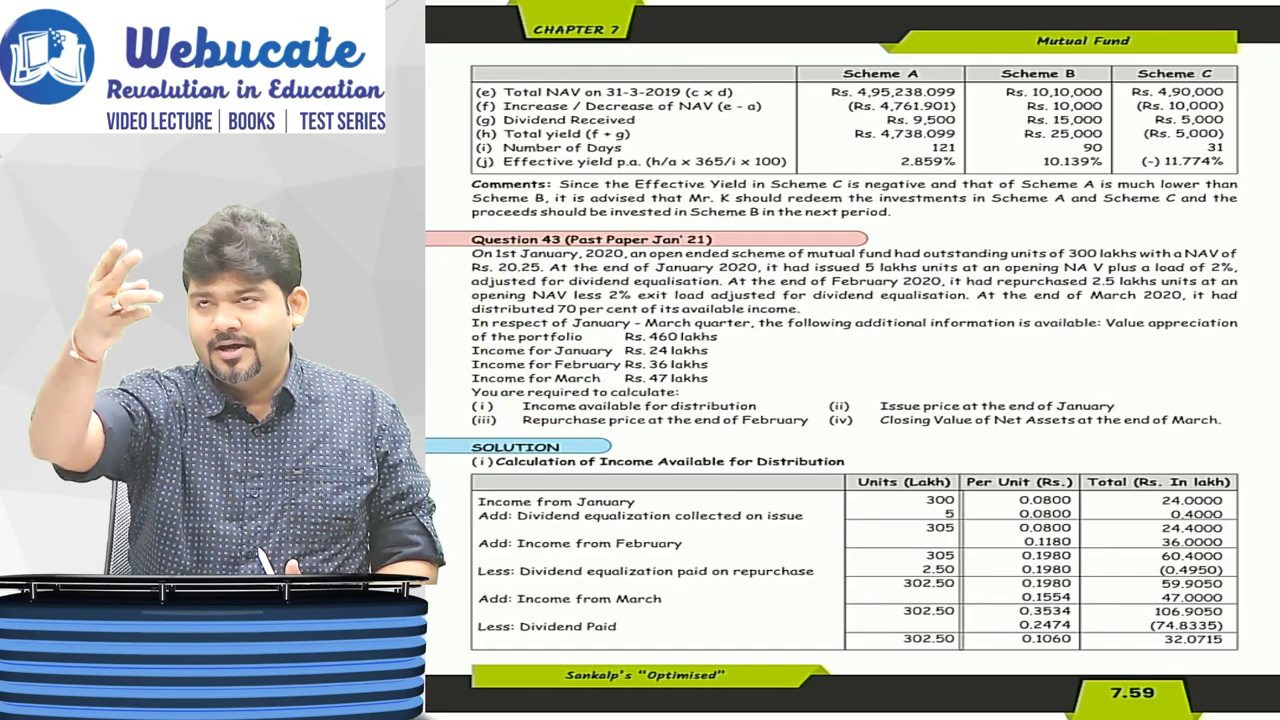 Webucate
Revolution in Education
VIDEO LECTURE | BOOKS | TEST SERIES
CHAPTER 7
Mutual Fund
Scheme A Scheme B Scheme C
(e) Total NAV on 31-3-2019 (c x d) Rs. 4,95,238.099 Rs. 10,10,000 Rs. 4,90,000
(f) Increase / Decrease of NAV (e - a) (Rs. 4,761.901) Rs. 10,000 (Rs. 10,000)
(g) Dividend Received Rs. 9,500 Rs. 15,000 Rs. 5,000
(h) Total yield (f + g) Rs. 4,738.099 Rs. 25,000 (Rs. 5,000)
(i) Number of Days 121 90 31
(j) Effective yield p.a. (h/a x 365/i x 100) 2.859% 10.139% (-) 11.774%
Comments: Since the Effective Yield in Scheme C is negative and that of Scheme A is much lower than
Scheme B, it is advised that Mr. K should redeem the investments in Scheme A and Scheme C and the
proceeds should be invested in Scheme B in the next period.
Question 43 (Past Paper Jan' 21)
On 1st January, 2020, an open ended scheme of mutual fund had outstanding units of 300 lakhs with a NAV of
Rs. 20.25. At the end of January 2020, it had issued 5 lakhs units at an opening NA V plus a load of 2%,
adjusted for dividend equalisation. At the end of February 2020, it had repurchased 2.5 lakhs units at an
opening NAV less 2% exit load adjusted for dividend equalisation. At the end of March 2020, it had
distributed 70 per cent of its available income.
In respect of January - March quarter, the following additional information is available: Value appreciation
of the portfolio Rs. 460 lakhs
Income for January Rs. 24 lakhs
Income for February Rs. 36 lakhs
Income for March Rs. 47 lakhs
You are required to calculate:
(i) Income available for distribution (ii) Issue price at the end of January
(iii) Repurchase price at the end of February (iv) Closing Value of Net Assets at the end of March.
SOLUTION
(i) Calculation of Income Available for Distribution
Units (Lakh) Per Unit (Rs.) Total (Rs. In lakh)
Income from January 300 0.0800 24.0000
Add: Dividend equalization collected on issue 5 0.0800 0.4000
305 0.0800 24.4000
Add: Income from February 0.1180 36.0000
305 0.1980 60.4000
Less: Dividend equalization paid on repurchase 2.50 0.1980 (0.4950)
302.50 0.1980 59.9050
Add: Income from March 0.1554 47.0000
302.50 0.3534 106.9050
Less: Dividend Paid 0.2474 (74.8335)
302.50 0.1060 32.0715
Sankalp's "Optimised"
7.59